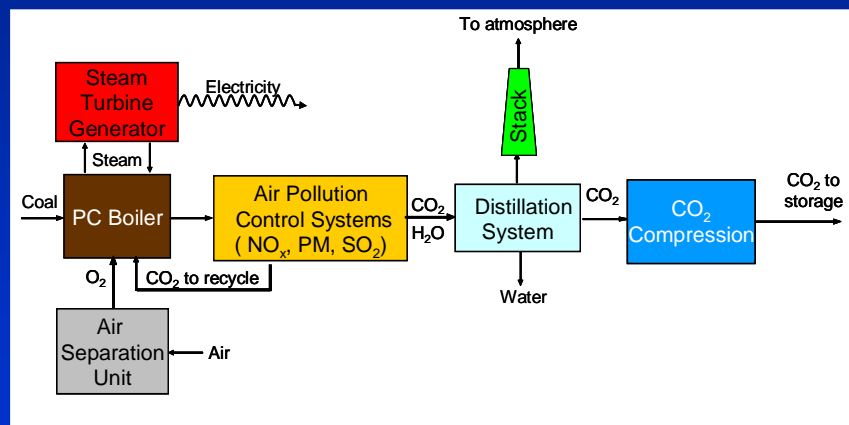 To atmosphere
Steam
Turbine
Generator
Electricity
Stack
Steam
Coal
PC Boiler
Air Pollution
Control Systems
( NOₓ, PM, SO₂)
CO₂
H₂O
Distillation
System
CO₂
CO₂
Compression
CO₂ to
storage
O₂
CO₂ to recycle
Water
Air
Separation
Unit
Air